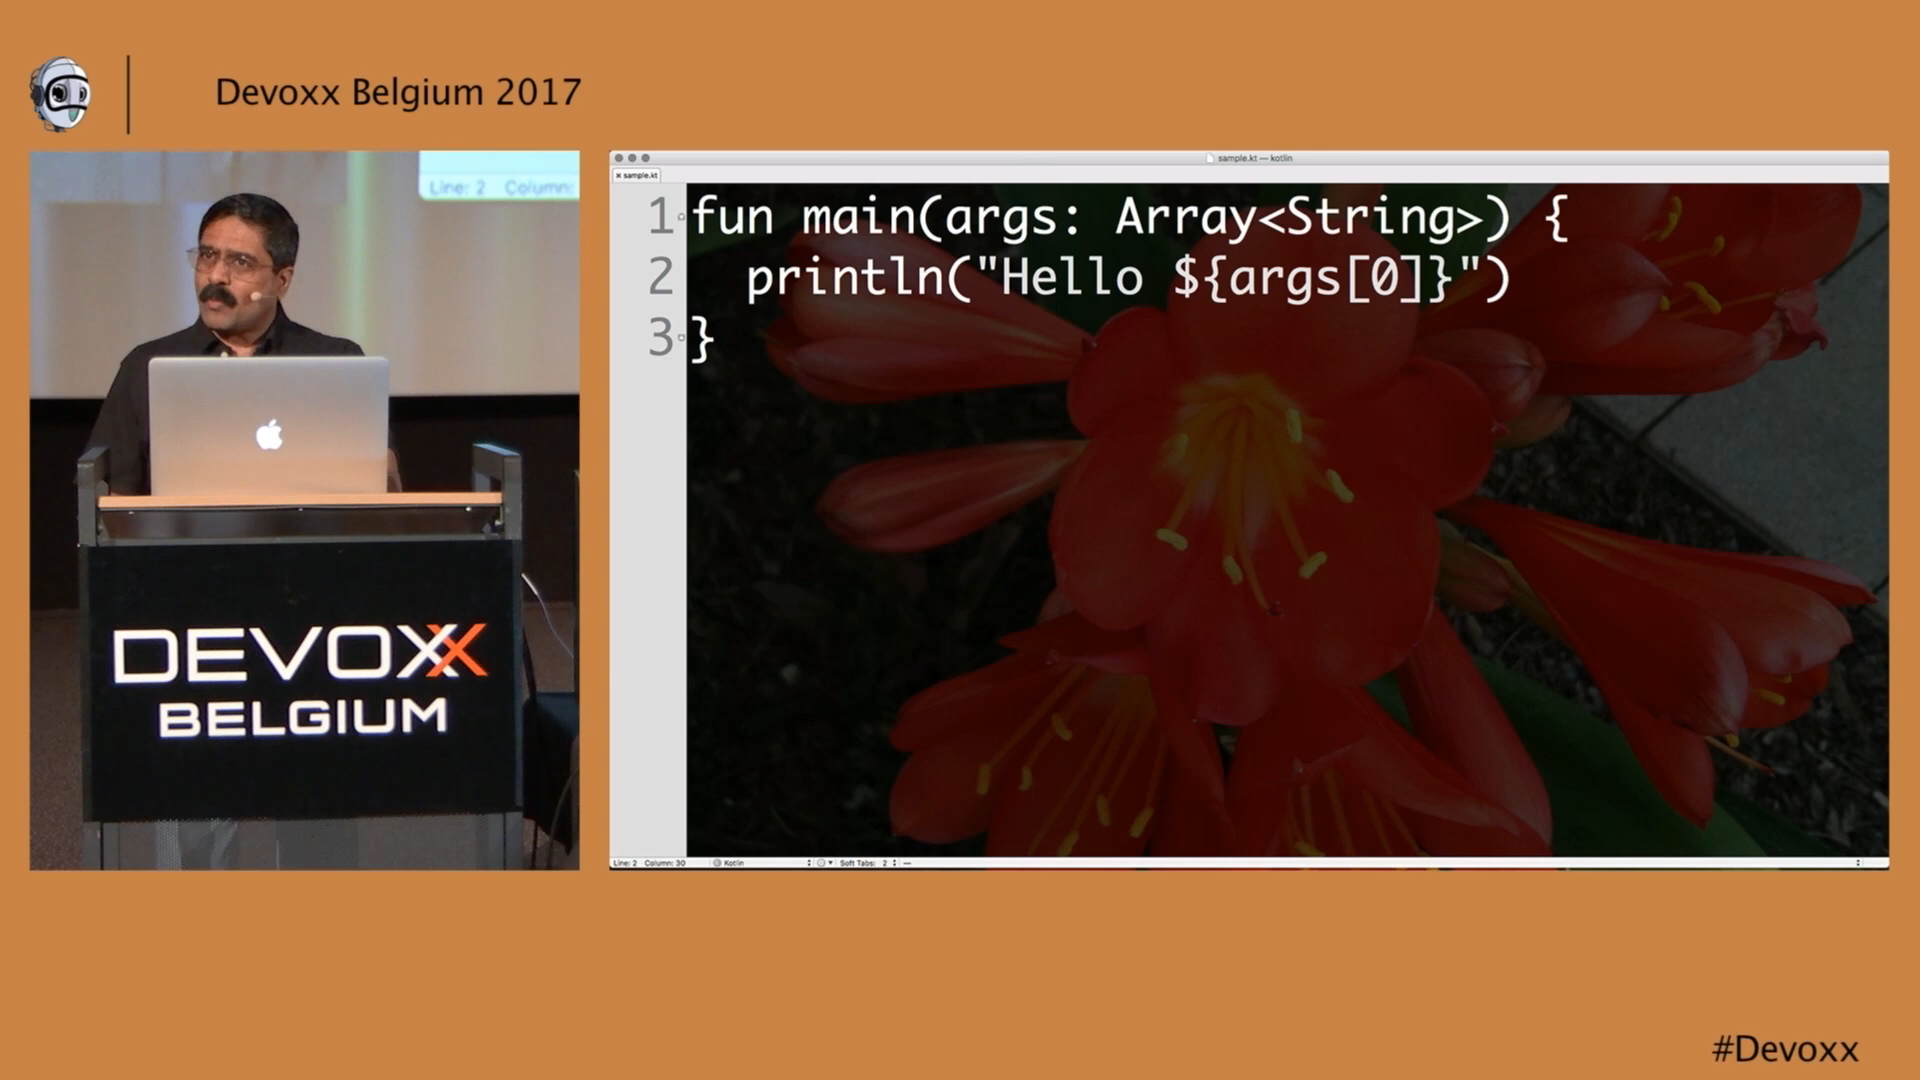 Devoxx Belgium 2017
Line: 2 Column:
DEVOXX
BELGIUM
sample.kt — kotlin
× sample.kt
1 fun main(args: Array<String>) {
2 println("Hello ${args[0]}")
3 }
Line: 2 Column: 30 Kotlin Soft Tabs: 2 —
#Devoxx